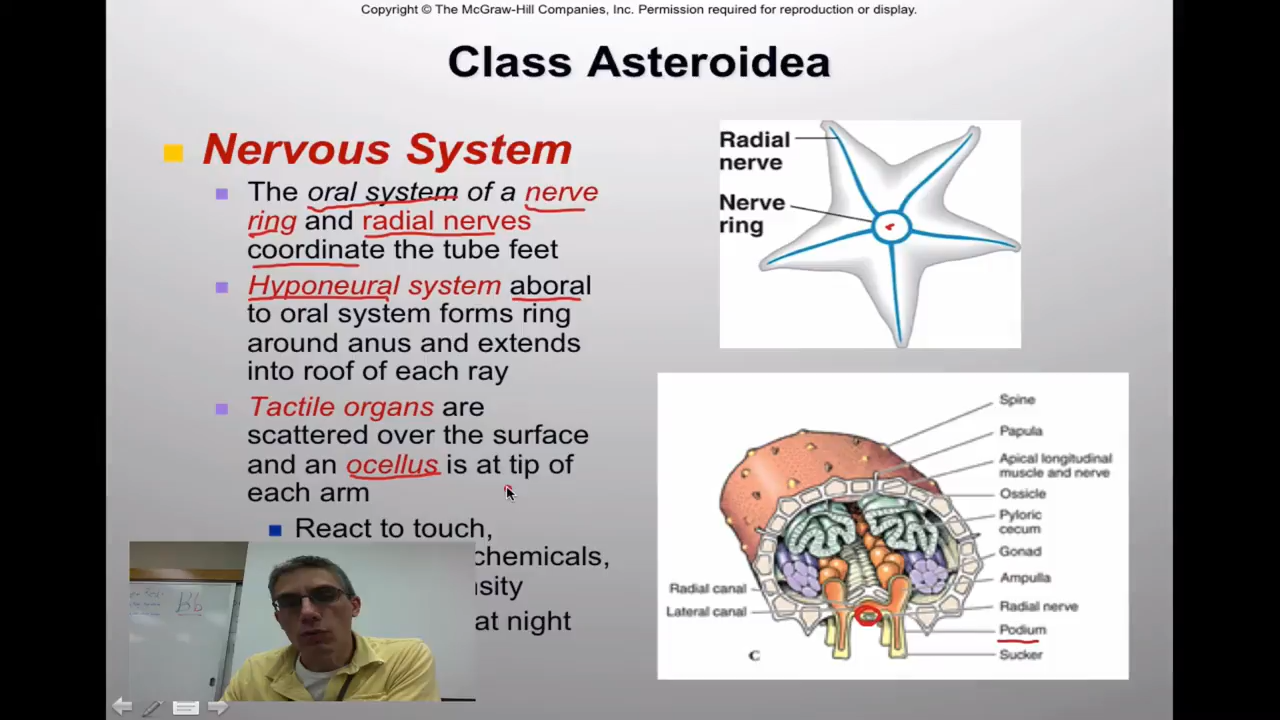 Copyright © The McGraw-Hill Companies, Inc. Permission required for reproduction or display.
Class Asteroidea
Nervous System
The oral system of a nerve
ring and radial nerves
coordinate the tube feet
Hyponeural system aboral
to oral system forms ring
around anus and extends
into roof of each ray
Tactile organs are
scattered over the surface
and an ocellus is at tip of
each arm
React to touch,
chemicals,
at night
Bb
Radial
nerve
Nerve
ring
Spine
Papula
Apical longitudinal
muscle and nerve
Ossicle
Pyloric
cecum
Gonad
Ampulla
Radial nerve
Podium
Sucker
Radial canal
Lateral canal
C